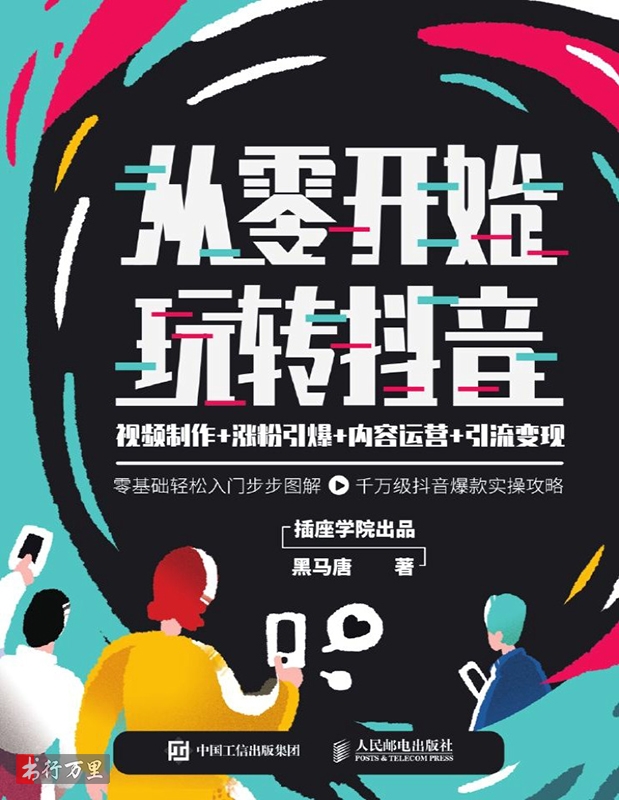 从零开始
玩转抖音
视频制作+涨粉引爆+内容运营+引流变现
零基础轻松入门步步图解 千万级抖音爆款实操攻略
插座学院出品
黑马唐 著
中国工信出版集团 人民邮电出版社
POSTS & TELECOM PRESS
书行万里